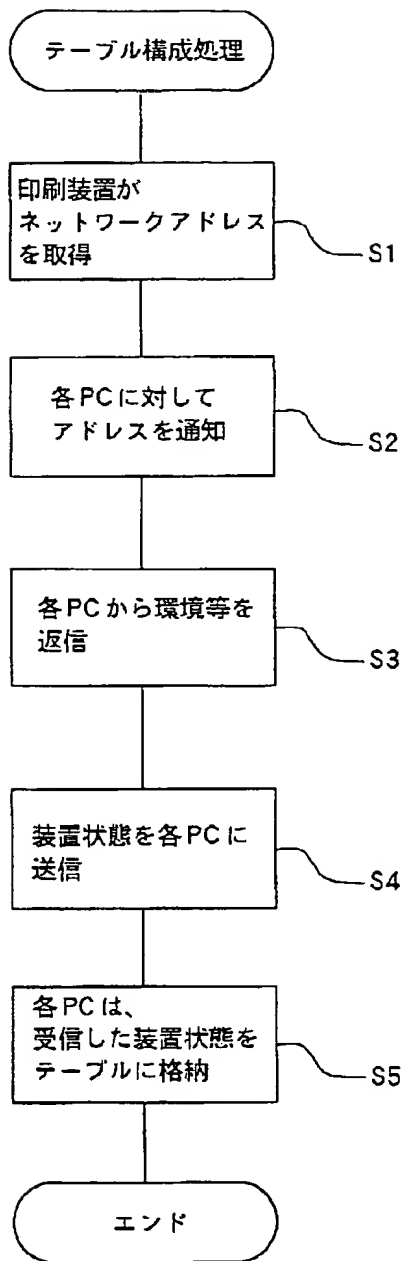 テーブル構成処理
印刷装置が
ネットワークアドレス
を取得
S1
各PCに対して
アドレスを通知
S2
各PCから環境等を
返信
S3
装置状態を各PCに
送信
S4
各PCは、
受信した装置状態を
テーブルに格納
S5
エンド